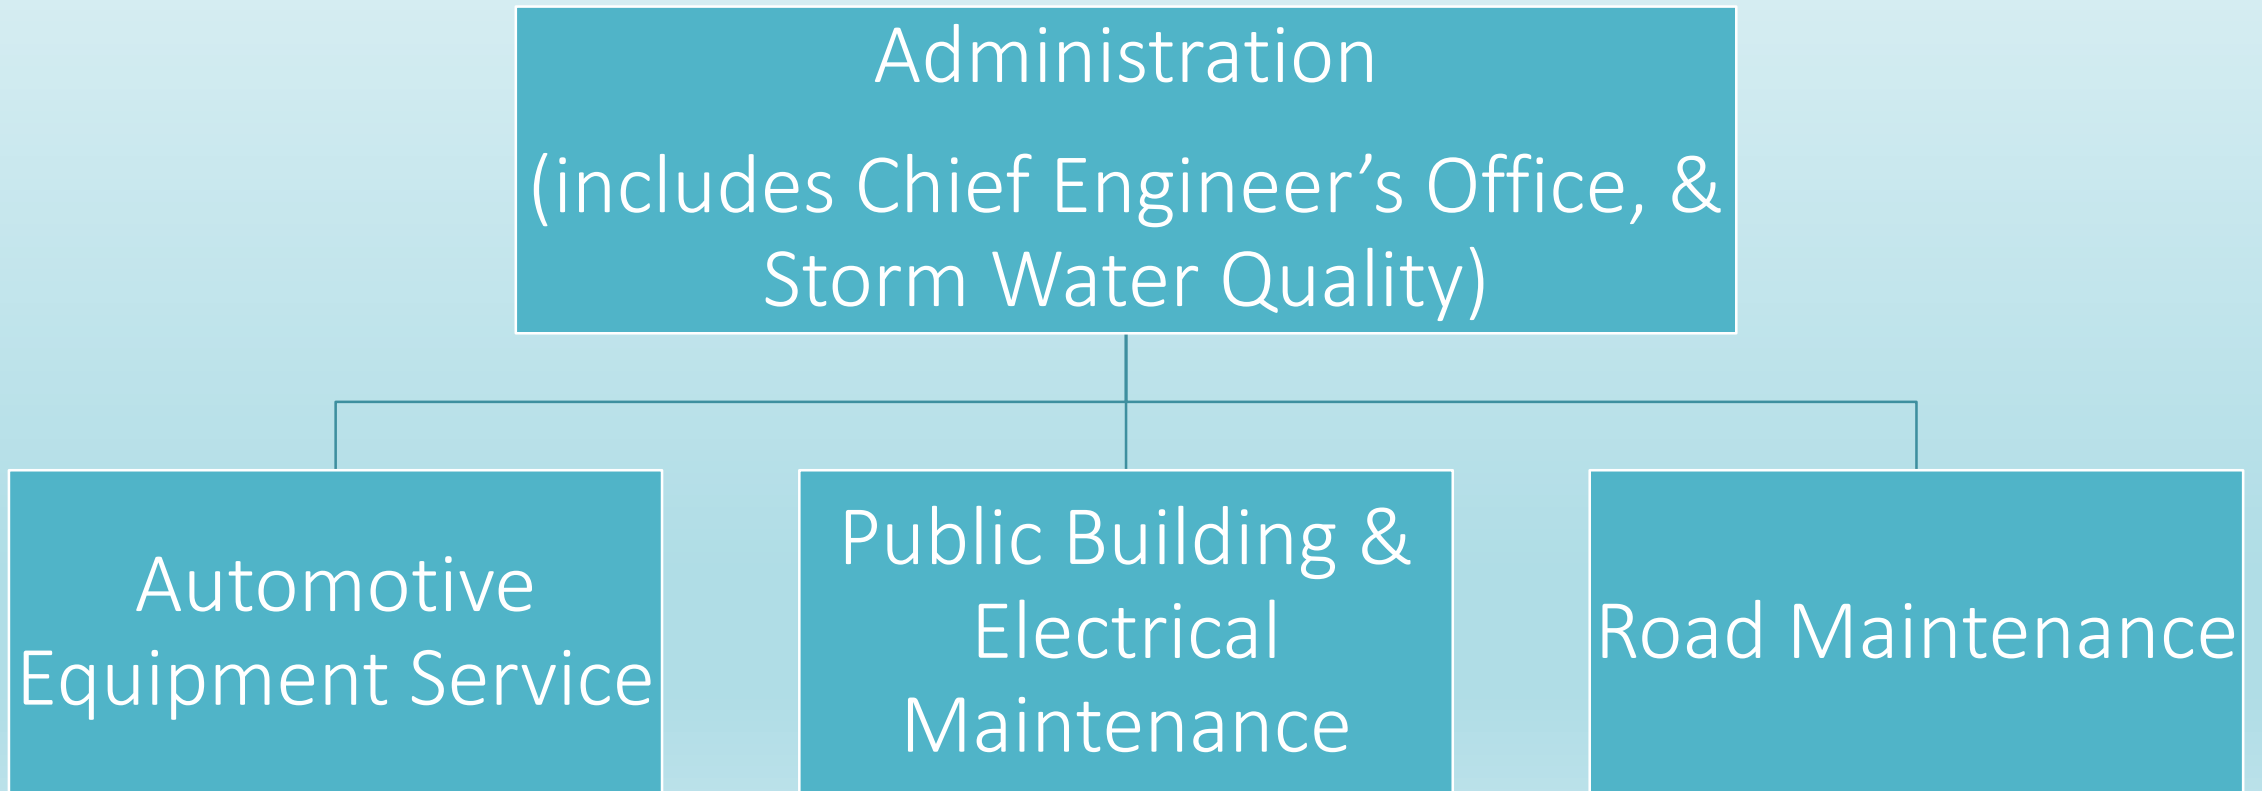 Administration
(includes Chief Engineer’s Office, &
Storm Water Quality)
Automotive
Equipment Service
Public Building &
Electrical
Maintenance
Road Maintenance